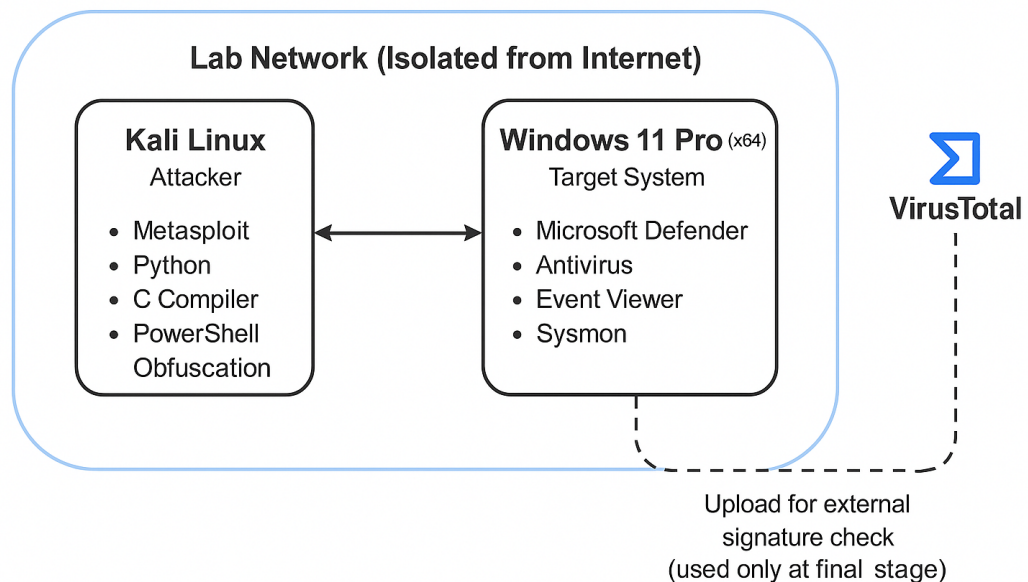 Lab Network (Isolated from Internet)
Kali Linux
Attacker
• Metasploit
• Python
• C Compiler
• PowerShell
Obfuscation
Windows 11 Pro (x64)
Target System
• Microsoft Defender
• Antivirus
• Event Viewer
• Sysmon
VirusTotal
Upload for external
signature check
(used only at final stage)